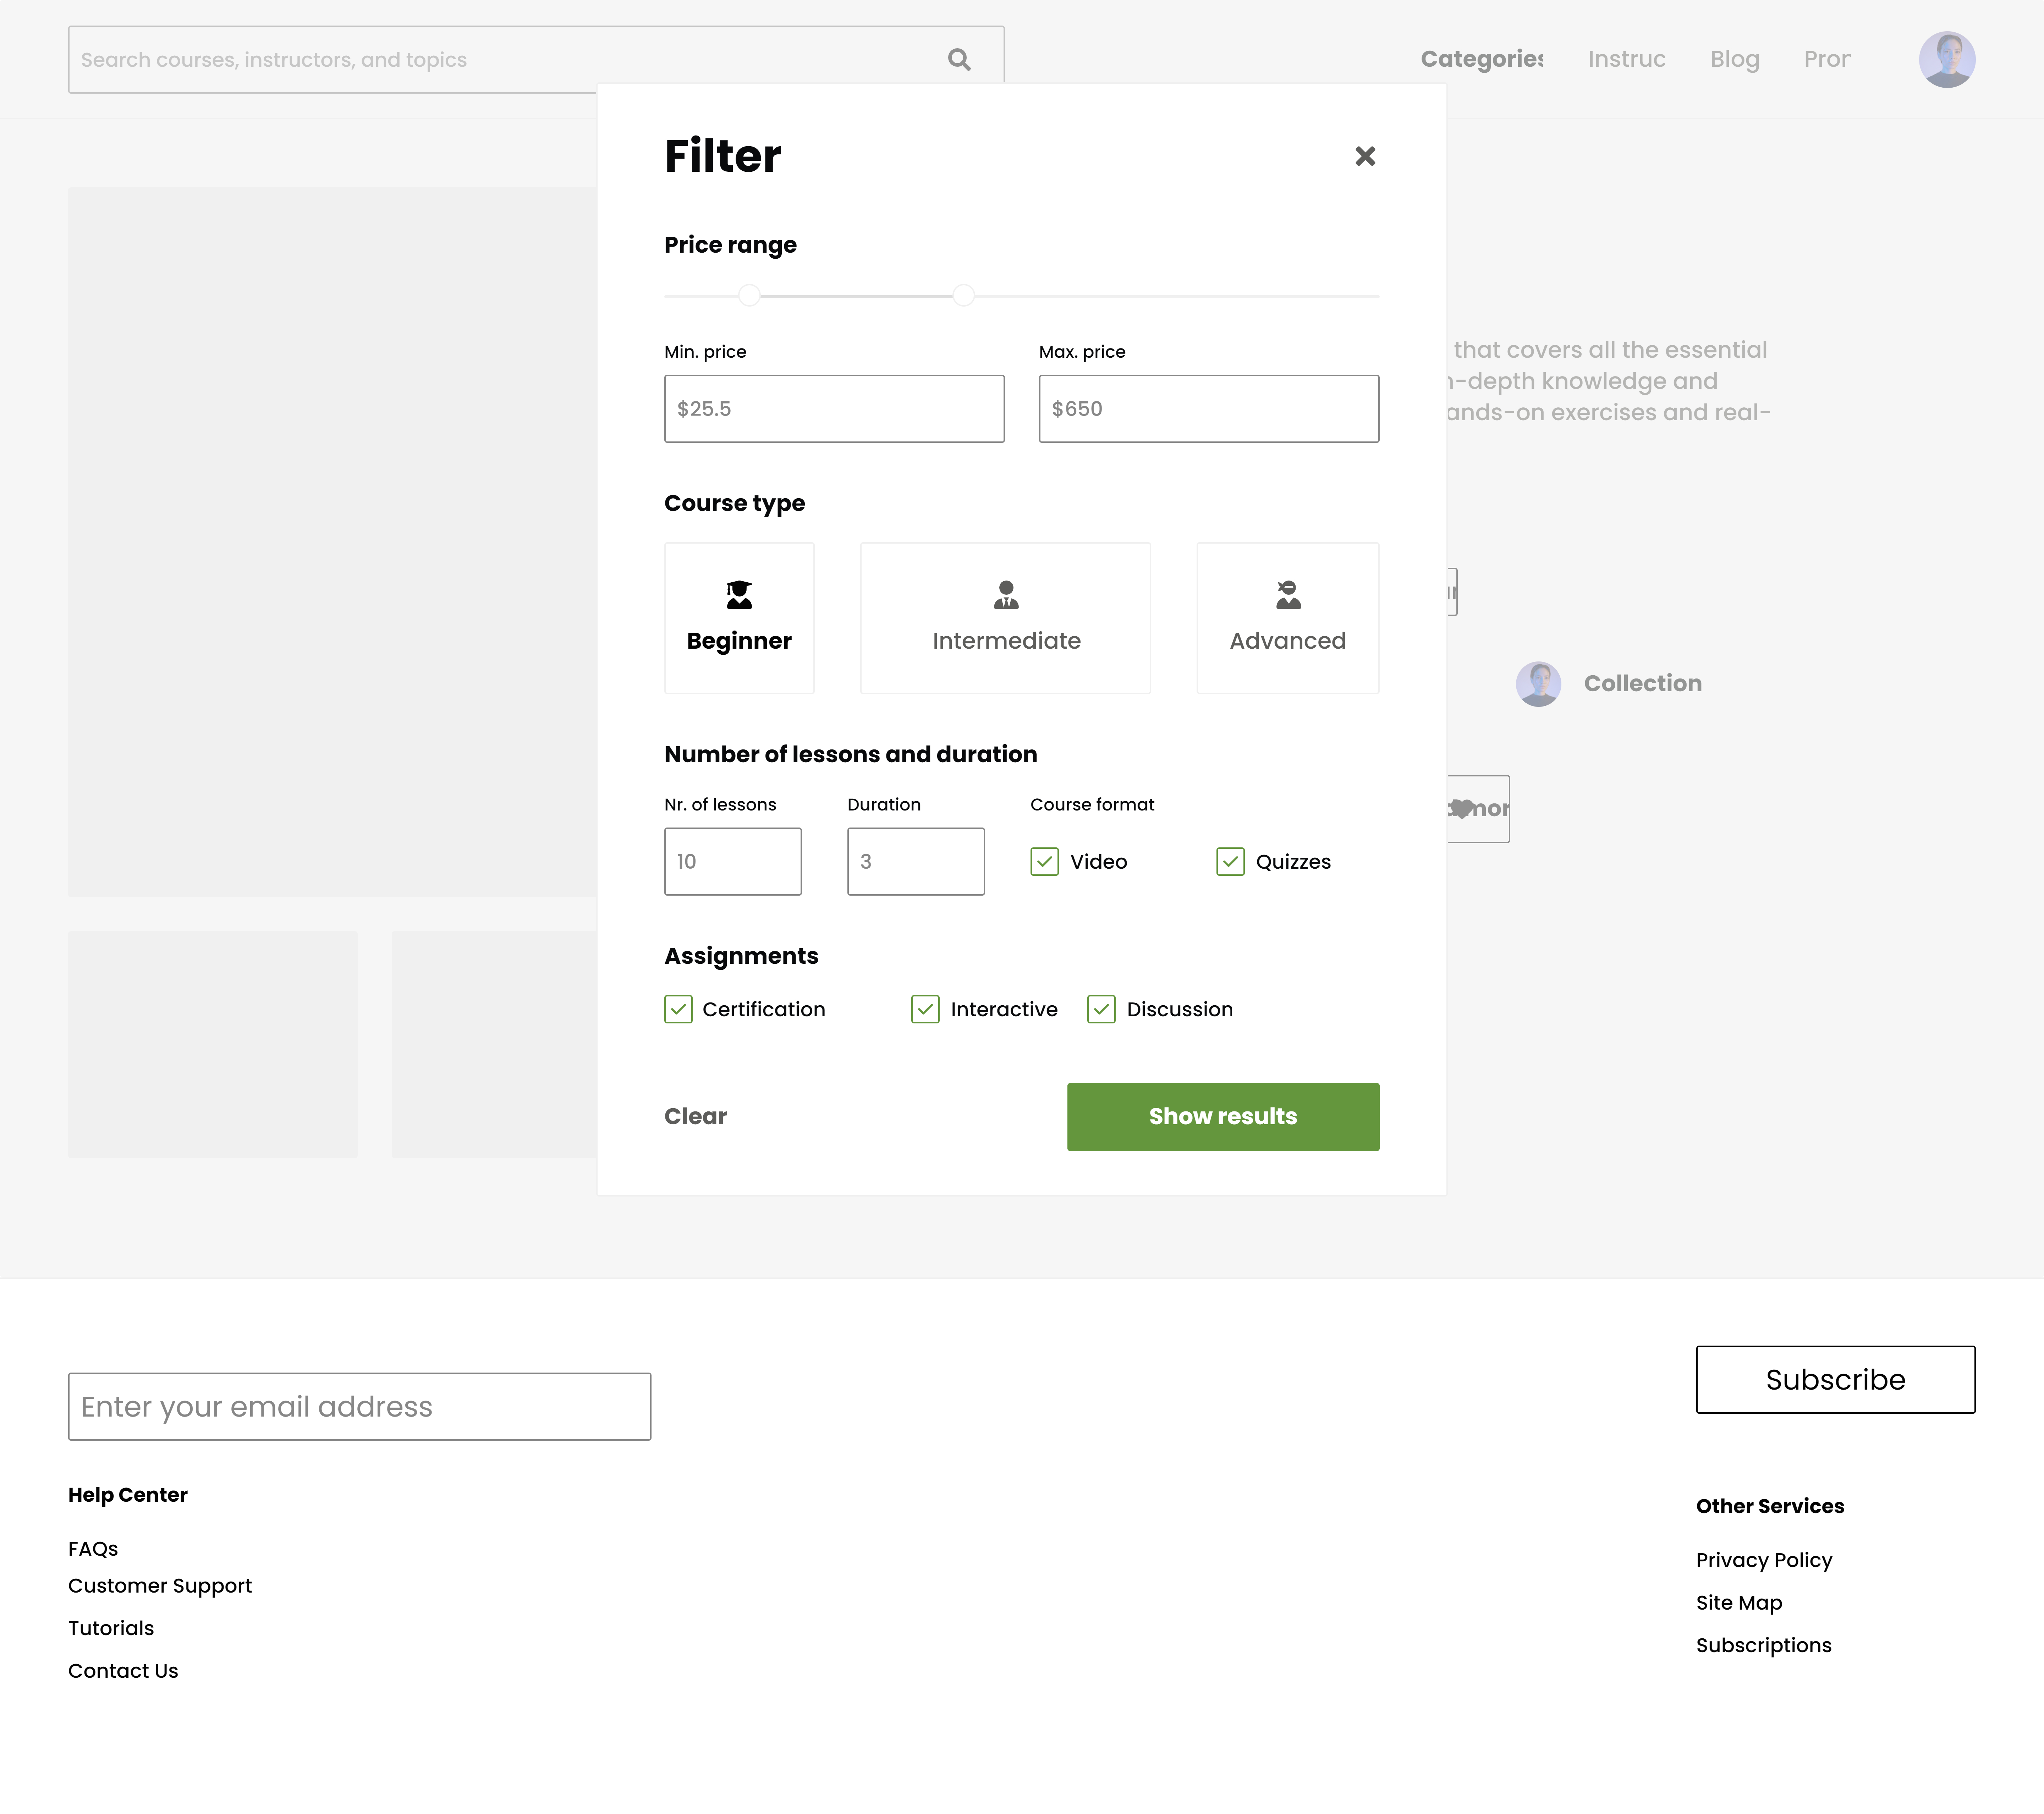 Search courses, instructors, and topics
Categories
Instruc
Blog
Pror
Filter
Price range
Min. price
Max. price
$25.5
$650
that covers all the essential
n-depth knowledge and
ands-on exercises and real-
Course type
Beginner
Intermediate
Advanced
Collection
Number of lessons and duration
Nr. of lessons
Duration
Course format
10
3
Video
Quizzes
Assignments
Certification
Interactive
Discussion
Clear
Show results
Enter your email address
Subscribe
Help Center
FAQs
Customer Support
Tutorials
Contact Us
Other Services
Privacy Policy
Site Map
Subscriptions